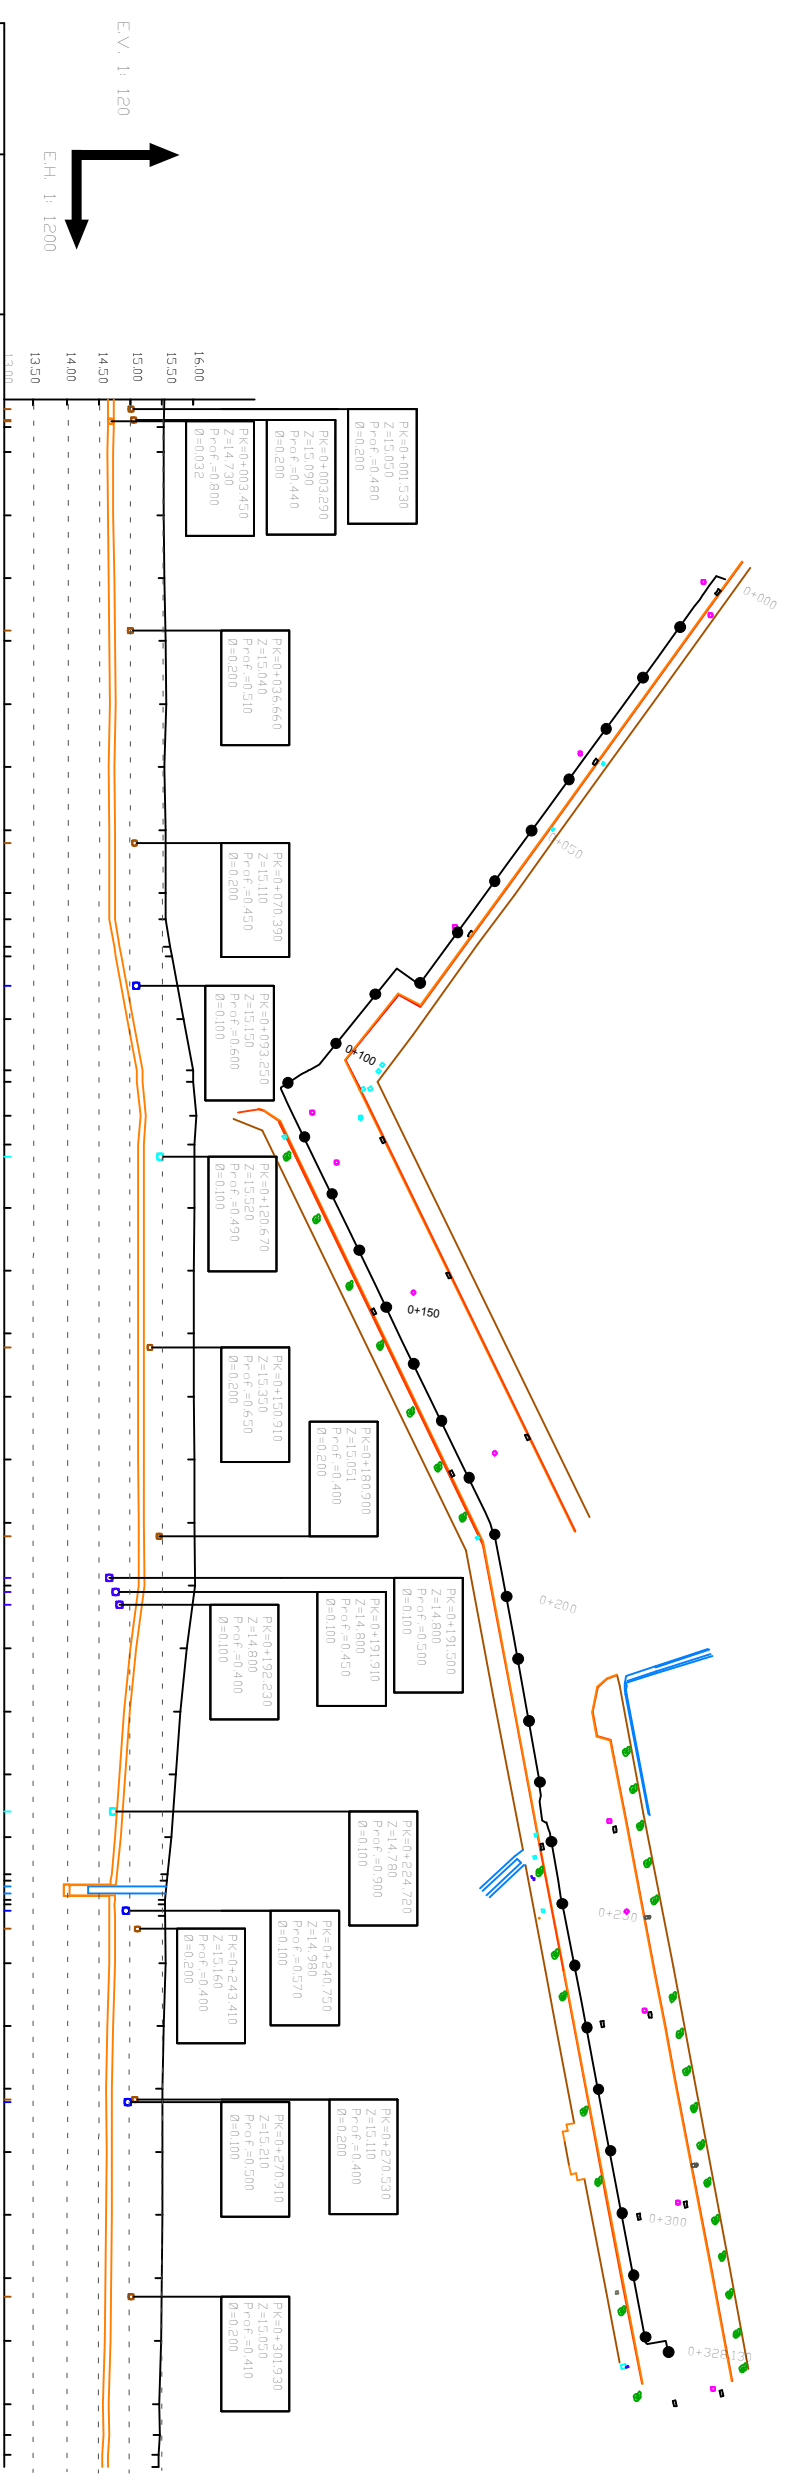 E.V. 1: 120
E.H. 1: 1200
16.00
15.50
15.00
14.50
14.00
13.50
13.00
PK=0+001.530
Z=15.050
Prof.=0.480
Ø=0.200
PK=0+003.290
Z=15.090
Prof.=0.440
Ø=0.200
PK=0+003.450
Z=14.730
Prof.=0.800
Ø=0.032
PK=0+036.660
Z=15.040
Prof.=0.510
Ø=0.200
PK=0+070.390
Z=15.110
Prof.=0.450
Ø=0.200
PK=0+093.250
Z=15.150
Prof.=0.600
Ø=0.100
PK=0+120.670
Z=15.520
Prof.=0.490
Ø=0.100
PK=0+150.910
Z=15.350
Prof.=0.650
Ø=0.200
PK=0+180.900
Z=15.051
Prof.=0.400
Ø=0.200
PK=0+191.500
Z=14.800
Prof.=0.500
Ø=0.100
PK=0+191.910
Z=14.800
Prof.=0.450
Ø=0.100
PK=0+192.230
Z=14.800
Prof.=0.400
Ø=0.100
PK=0+224.720
Z=14.780
Prof.=0.900
Ø=0.100
PK=0+240.750
Z=14.980
Prof.=0.570
Ø=0.100
PK=0+243.410
Z=15.160
Prof.=0.400
Ø=0.200
PK=0+270.530
Z=15.110
Prof.=0.400
Ø=0.200
PK=0+270.910
Z=15.210
Prof.=0.500
Ø=0.100
PK=0+301.930
Z=15.050
Prof.=0.410
Ø=0.200
0+000
0+050
0+100
0+150
0+200
0+250
0+300
0+328.130